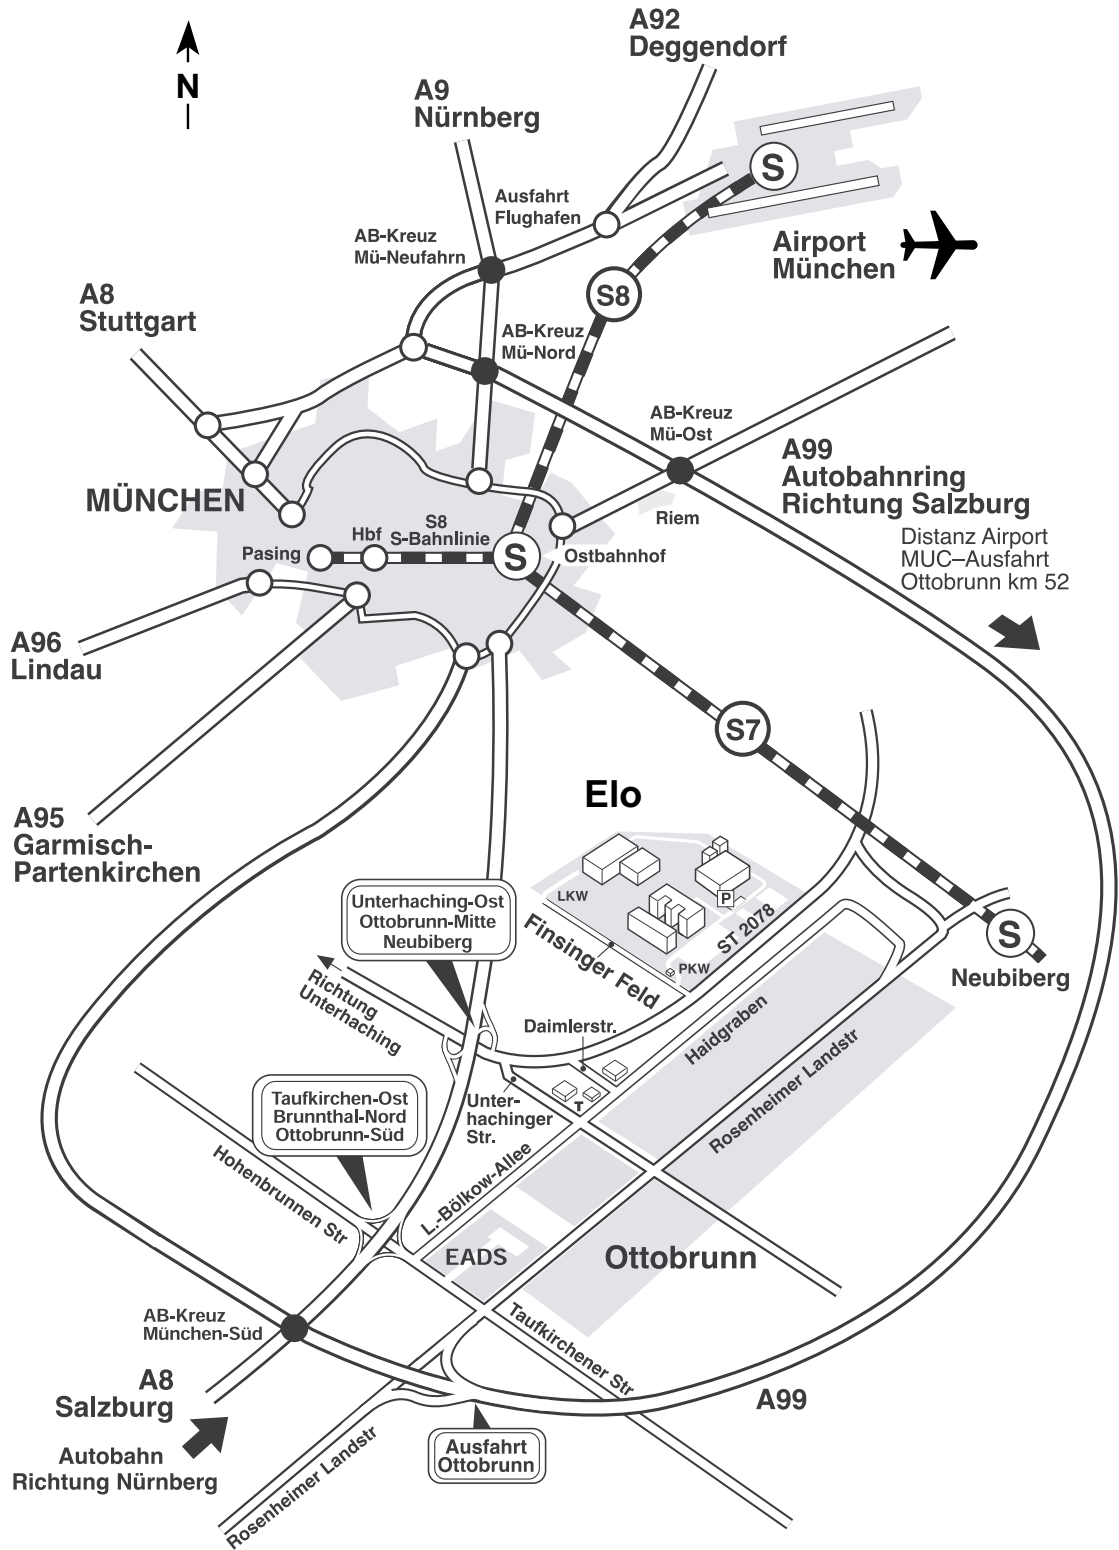 A92
Deggendorf
N
A9
Nürnberg
S
Ausfahrt
Flughafen
AB-Kreuz
Mü-Neufahrn
Airport
München
S8
A8
Stuttgart
AB-Kreuz
Mü-Nord
AB-Kreuz
Mü-Ost
A99
Autobahnring
Richtung Salzburg
MÜNCHEN
Riem
Distanz Airport
MUC–Ausfahrt
Ottobrunn km 52
S8
S-Bahnlinie
Hbf
Pasing
S
Ostbahnhof
A96
Lindau
S7
Elo
A95
Garmisch-
Partenkirchen
LKW
P
Unterhaching-Ost
Ottobrunn-Mitte
Neubiberg
Finsinger Feld
ST 2078
PKW
S
Neubiberg
Richtung
Unterhaching
Daimlerstr.
Haidgraben
Rosenheimer Landstr
Taufkirchen-Ost
Brunnthal-Nord
Ottobrunn-Süd
Unter-
hachinger
Str.
T
Hohenbrunnen Str
L.-Bölkow-Allee
EADS
Ottobrunn
AB-Kreuz
München-Süd
Taufkirchener Str
A8
Salzburg
A99
Autobahn
Richtung Nürnberg
Ausfahrt
Ottobrunn
Rosenheimer Landstr